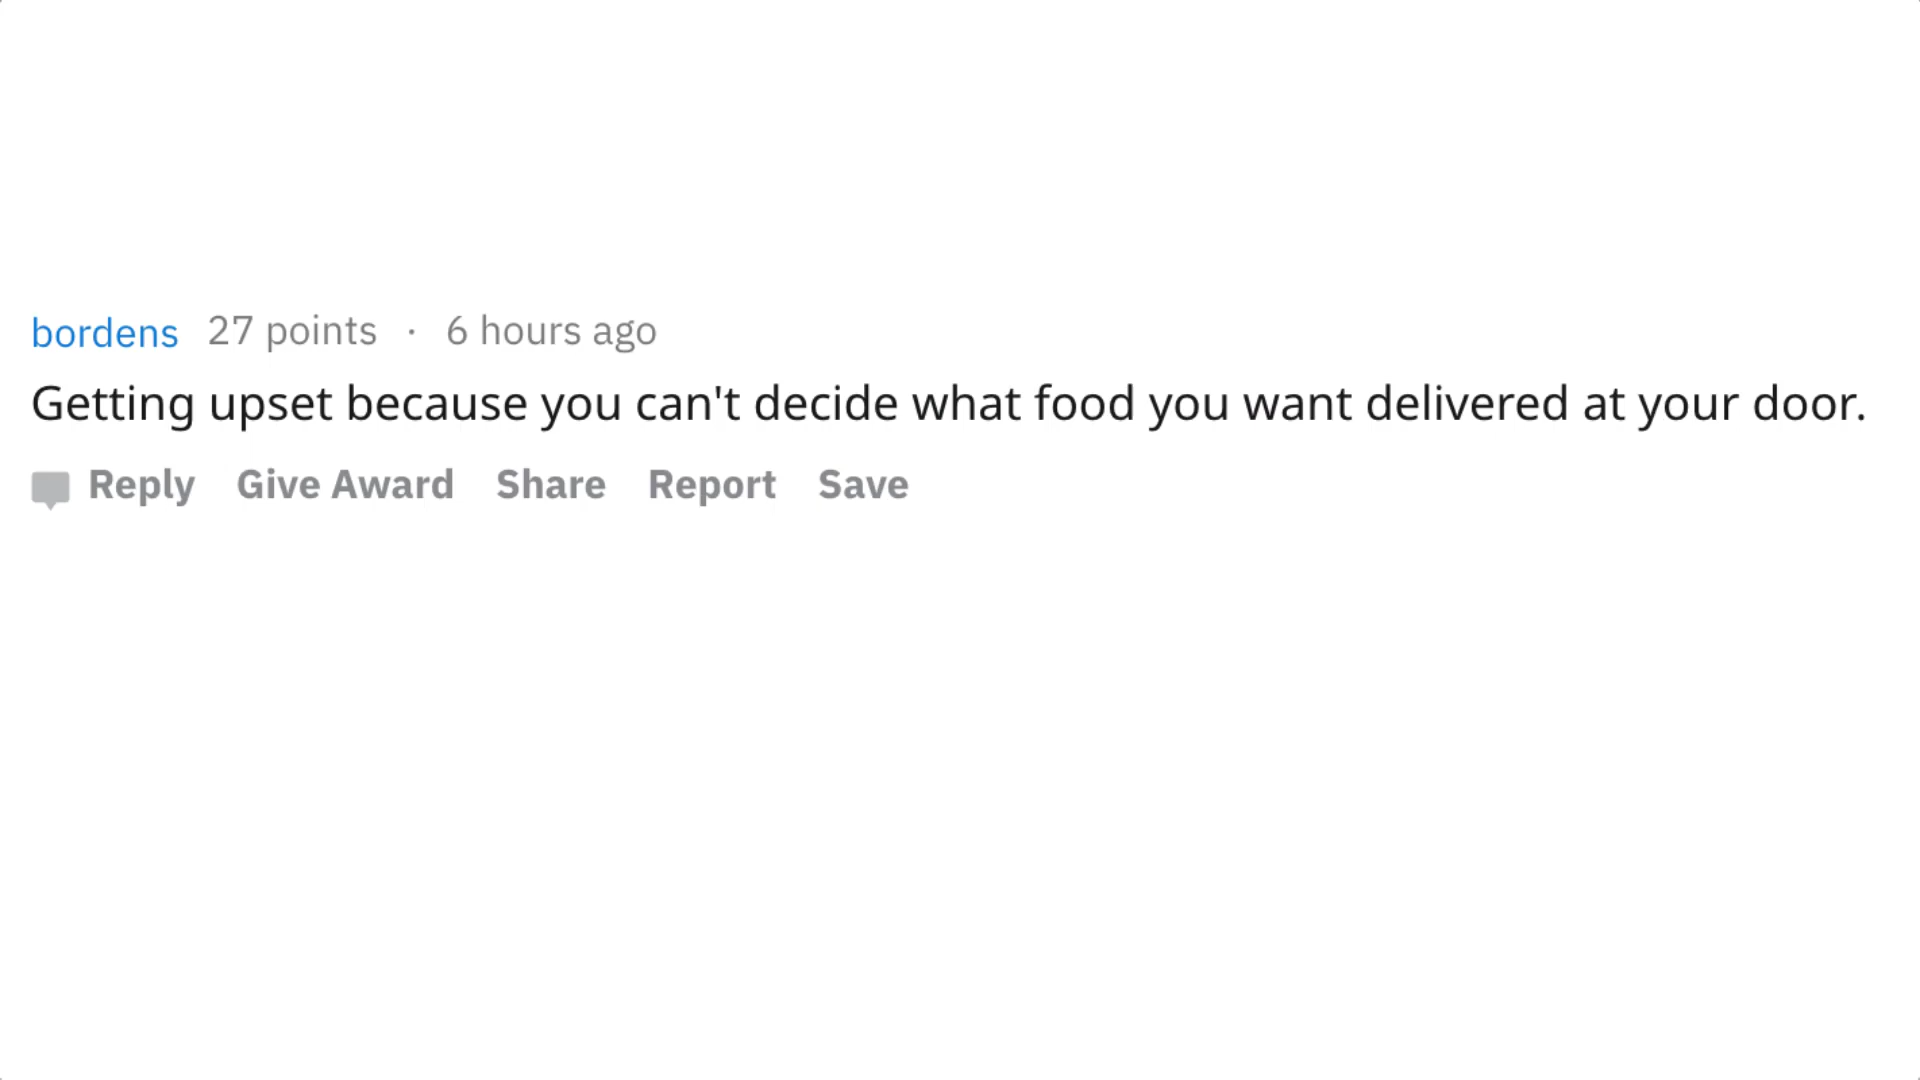 bordens 27 points · 6 hours ago
Getting upset because you can't decide what food you want delivered at your door.
Reply Give Award Share Report Save